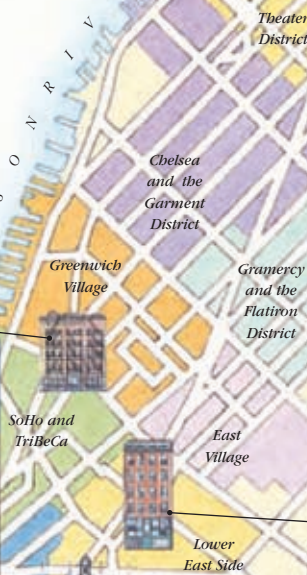 Theater
District
S O N R I V
Chelsea
and the
Garment
District
Greenwich
Village
Gramercy
and the
Flatiron
District
SoHo and
TriBeCa
East
Village
Lower
East Side